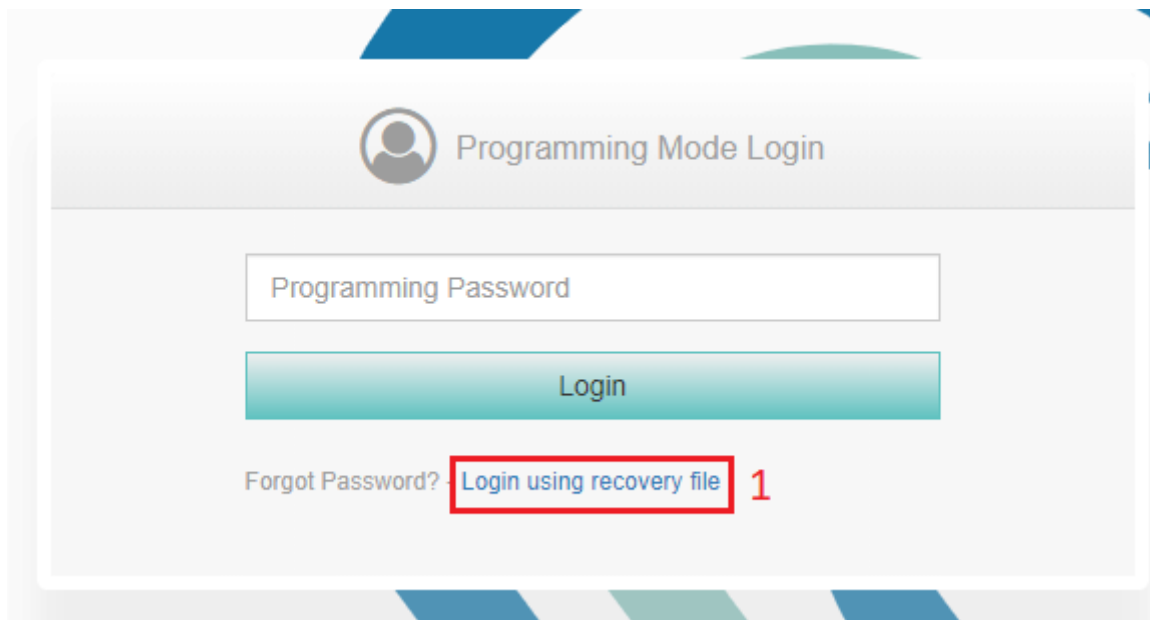 Programming Mode Login
Programming Password
Login
Forgot Password? - Login using recovery file 1